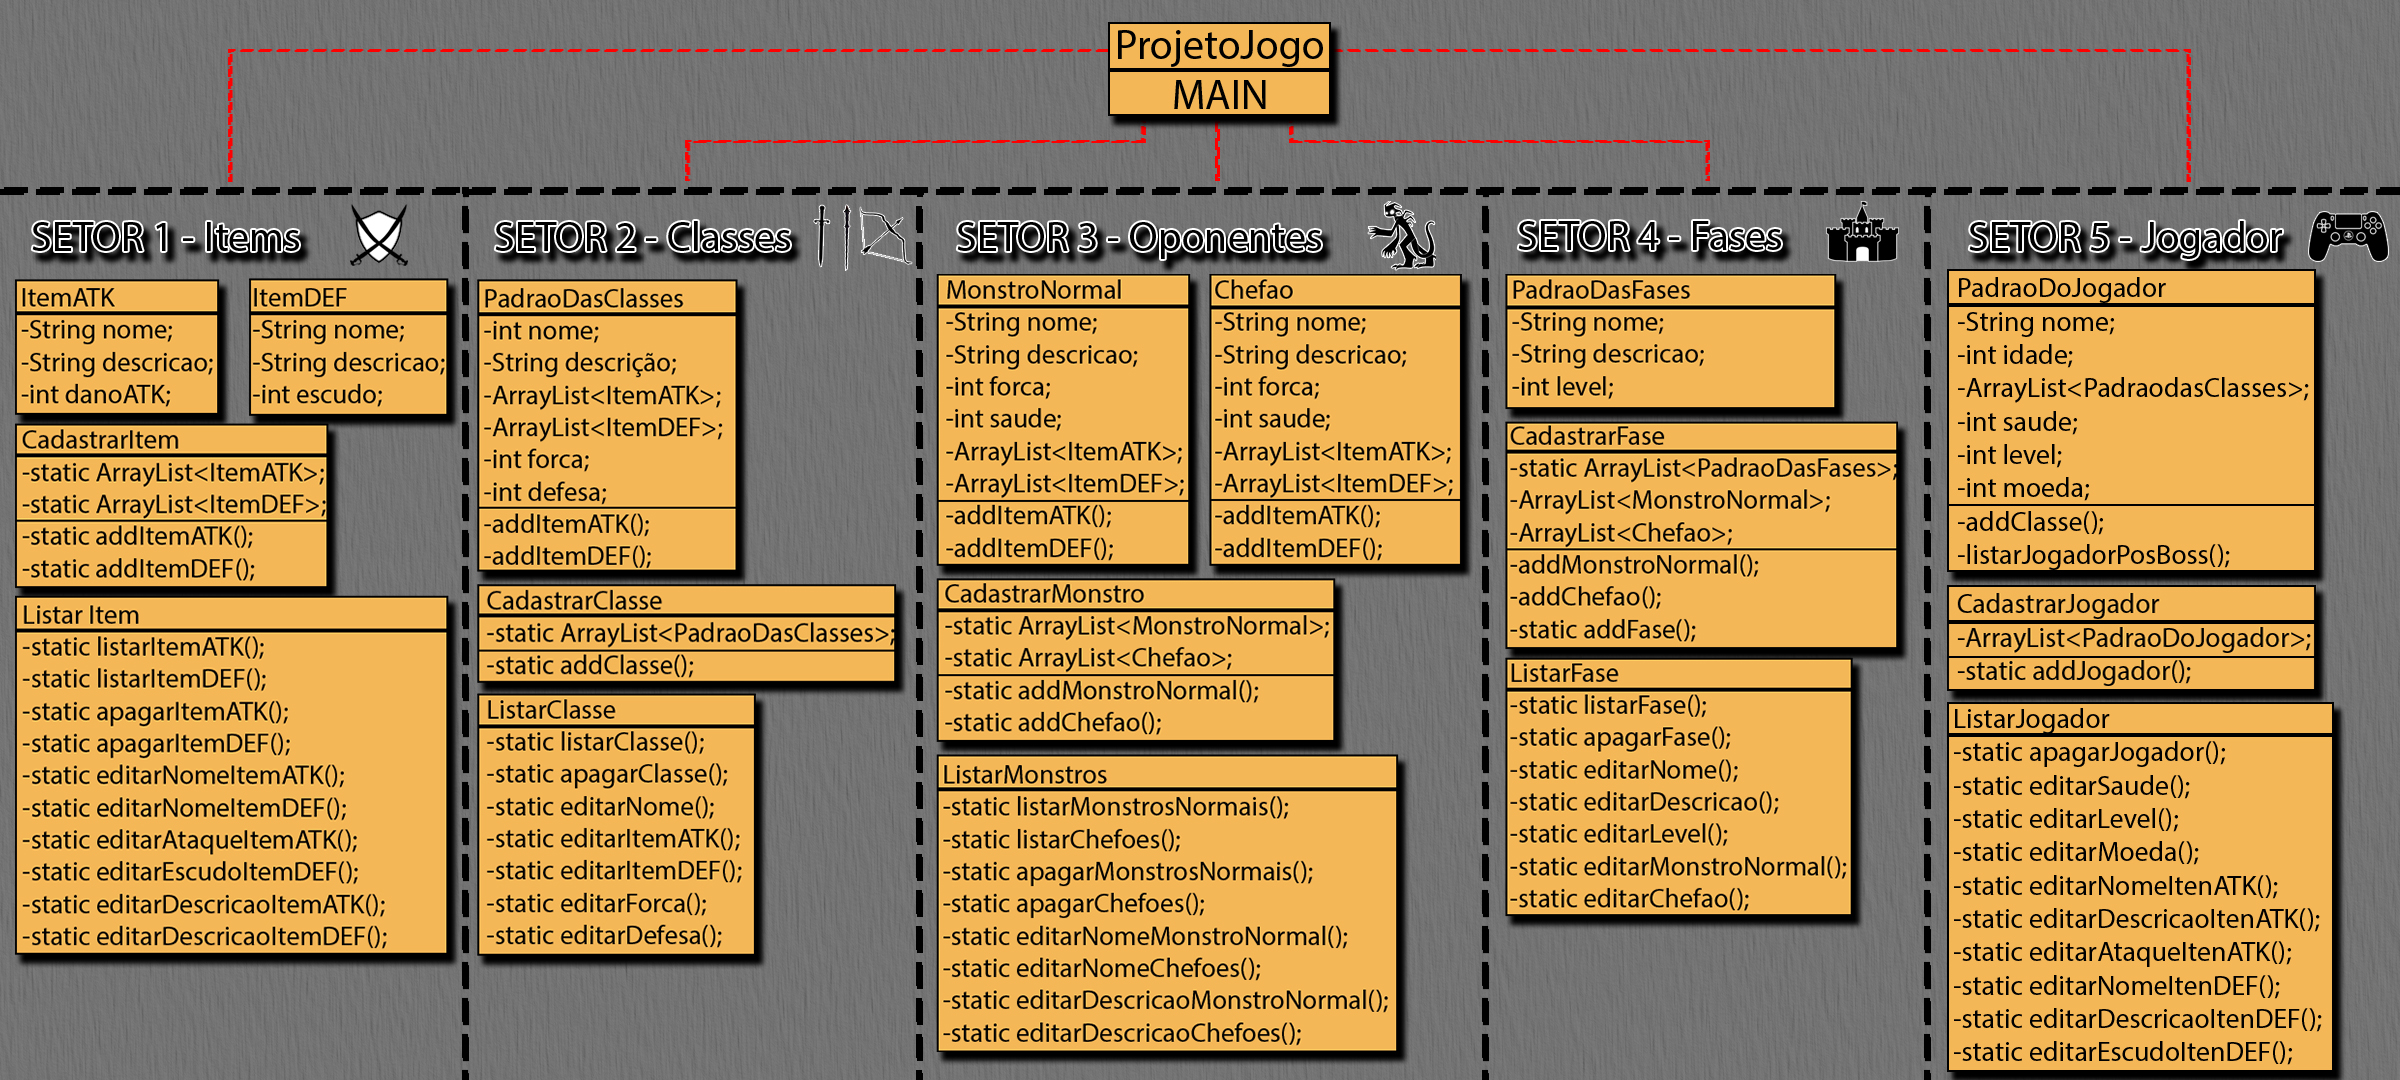 ProjetoJogo
MAIN
SETOR 1 - Items
ItemATK
-String nome;
-String descricao;
-int danoATK;
ItemDEF
-String nome;
-String descricao;
-int escudo;
CadastrarItem
-static ArrayList<ItemATK>;
-static ArrayList<ItemDEF>;
-static addItemATK();
-static addItemDEF();
Listar Item
-static listarItemATK();
-static listarItemDEF();
-static apagarItemATK();
-static apagarItemDEF();
-static editarNomeItemATK();
-static editarNomeItemDEF();
-static editarAtaqueItemATK();
-static editarEscudoItemDEF();
-static editarDescricaoItemATK();
-static editarDescricaoItemDEF();
SETOR 2 - Classes
PadraoDasClasses
-int nome;
-String descrição;
-ArrayList<ItemATK>;
-ArrayList<ItemDEF>;
-int forca;
-int defesa;
-addItemATK();
-addItemDEF();
CadastrarClasse
-static ArrayList<PadraoDasClasses>;
-static addClasse();
ListarClasse
-static listarClasse();
-static apagarClasse();
-static editarNome();
-static editarItemATK();
-static editarItemDEF();
-static editarForca();
-static editarDefesa();
SETOR 3 - Oponentes
MonstroNormal
-String nome;
-String descricao;
-int forca;
-int saude;
-ArrayList<ItemATK>;
-ArrayList<ItemDEF>;
-addItemATK();
-addItemDEF();
Chefao
-String nome;
-String descricao;
-int forca;
-int saude;
-ArrayList<ItemATK>;
-ArrayList<ItemDEF>;
-addItemATK();
-addItemDEF();
CadastrarMonstro
-static ArrayList<MonstroNormal>;
-static ArrayList<Chefao>;
-static addMonstroNormal();
-static addChefao();
ListarMonstros
-static listarMonstrosNormais();
-static listarChefoes();
-static apagarMonstrosNormais();
-static apagarChefoes();
-static editarNomeMonstroNormal();
-static editarNomeChefoes();
-static editarDescricaoMonstroNormal();
-static editarDescricaoChefoes();
SETOR 4 - Fases
PadraoDasFases
-String nome;
-String descricao;
-int level;
CadastrarFase
-static ArrayList<PadraoDasFases>;
-ArrayList<MonstroNormal>;
-ArrayList<Chefao>;
-addMonstroNormal();
-addChefao();
-static addFase();
ListarFase
-static listarFase();
-static apagarFase();
-static editarNome();
-static editarDescricao();
-static editarLevel();
-static editarMonstroNormal();
-static editarChefao();
SETOR 5 - Jogador
PadraoDoJogador
-String nome;
-int idade;
-ArrayList<PadraodasClasses>;
-int saude;
-int level;
-int moeda;
-addClasse();
-listarJogadorPosBoss();
CadastrarJogador
-ArrayList<PadraoDoJogador>;
-static addJogador();
ListarJogador
-static apagarJogador();
-static editarSaude();
-static editarLevel();
-static editarMoeda();
-static editarNomeItenATK();
-static editarDescricaoItenATK();
-static editarAtaqueItenATK();
-static editarNomeItenDEF();
-static editarDescricaoItenDEF();
-static editarEscudoItenDEF();